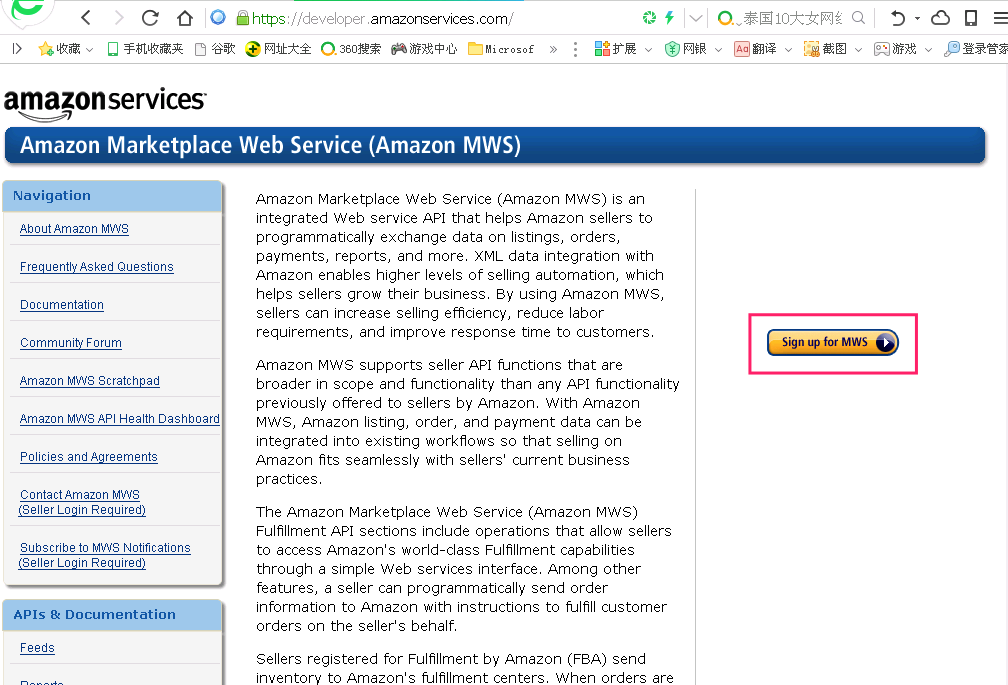 https://developer.amazonservices.com/
泰国10大女网红
收藏 手机收藏夹 谷歌 网址大全 360搜索 游戏中心 Microsof » 扩展 网银 Aa 翻译 截图 游戏 登录管家
amazonservices
Amazon Marketplace Web Service (Amazon MWS)
Navigation
About Amazon MWS
Frequently Asked Questions
Documentation
Community Forum
Amazon MWS Scratchpad
Amazon MWS API Health Dashboard
Policies and Agreements
Contact Amazon MWS
(Seller Login Required)
Subscribe to MWS Notifications
(Seller Login Required)
APIs & Documentation
Feeds
Reports
Amazon Marketplace Web Service (Amazon MWS) is an
integrated Web service API that helps Amazon sellers to
programmatically exchange data on listings, orders,
payments, reports, and more. XML data integration with
Amazon enables higher levels of selling automation, which
helps sellers grow their business. By using Amazon MWS,
sellers can increase selling efficiency, reduce labor
requirements, and improve response time to customers.
Amazon MWS supports seller API functions that are
broader in scope and functionality than any API functionality
previously offered to sellers by Amazon. With Amazon
MWS, Amazon listing, order, and payment data can be
integrated into existing workflows so that selling on
Amazon fits seamlessly with sellers' current business
practices.
The Amazon Marketplace Web Service (Amazon MWS)
Fulfillment API sections include operations that allow sellers
to access Amazon's world-class Fulfillment capabilities
through a simple Web services interface. Among other
features, a seller can programmatically send order
information to Amazon with instructions to fulfill customer
orders on the seller's behalf.
Sellers registered for Fulfillment by Amazon (FBA) send
inventory to Amazon's fulfillment centers. When orders are
Sign up for MWS